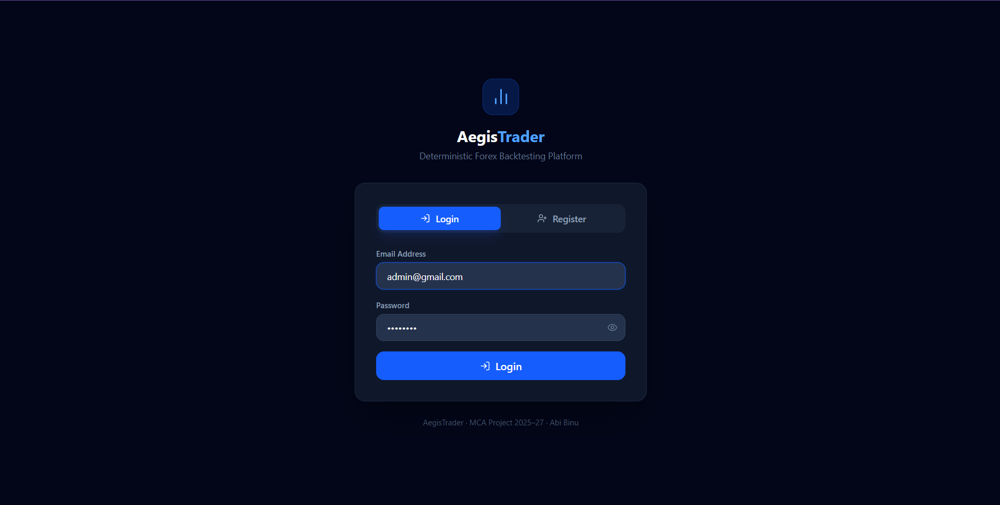 AegisTrader
Deterministic Forex Backtesting Platform
Login Register
Email Address
admin@gmail.com
Password
••••••••
Login
AegisTrader · MCA Project 2025–27 · Abi Binu